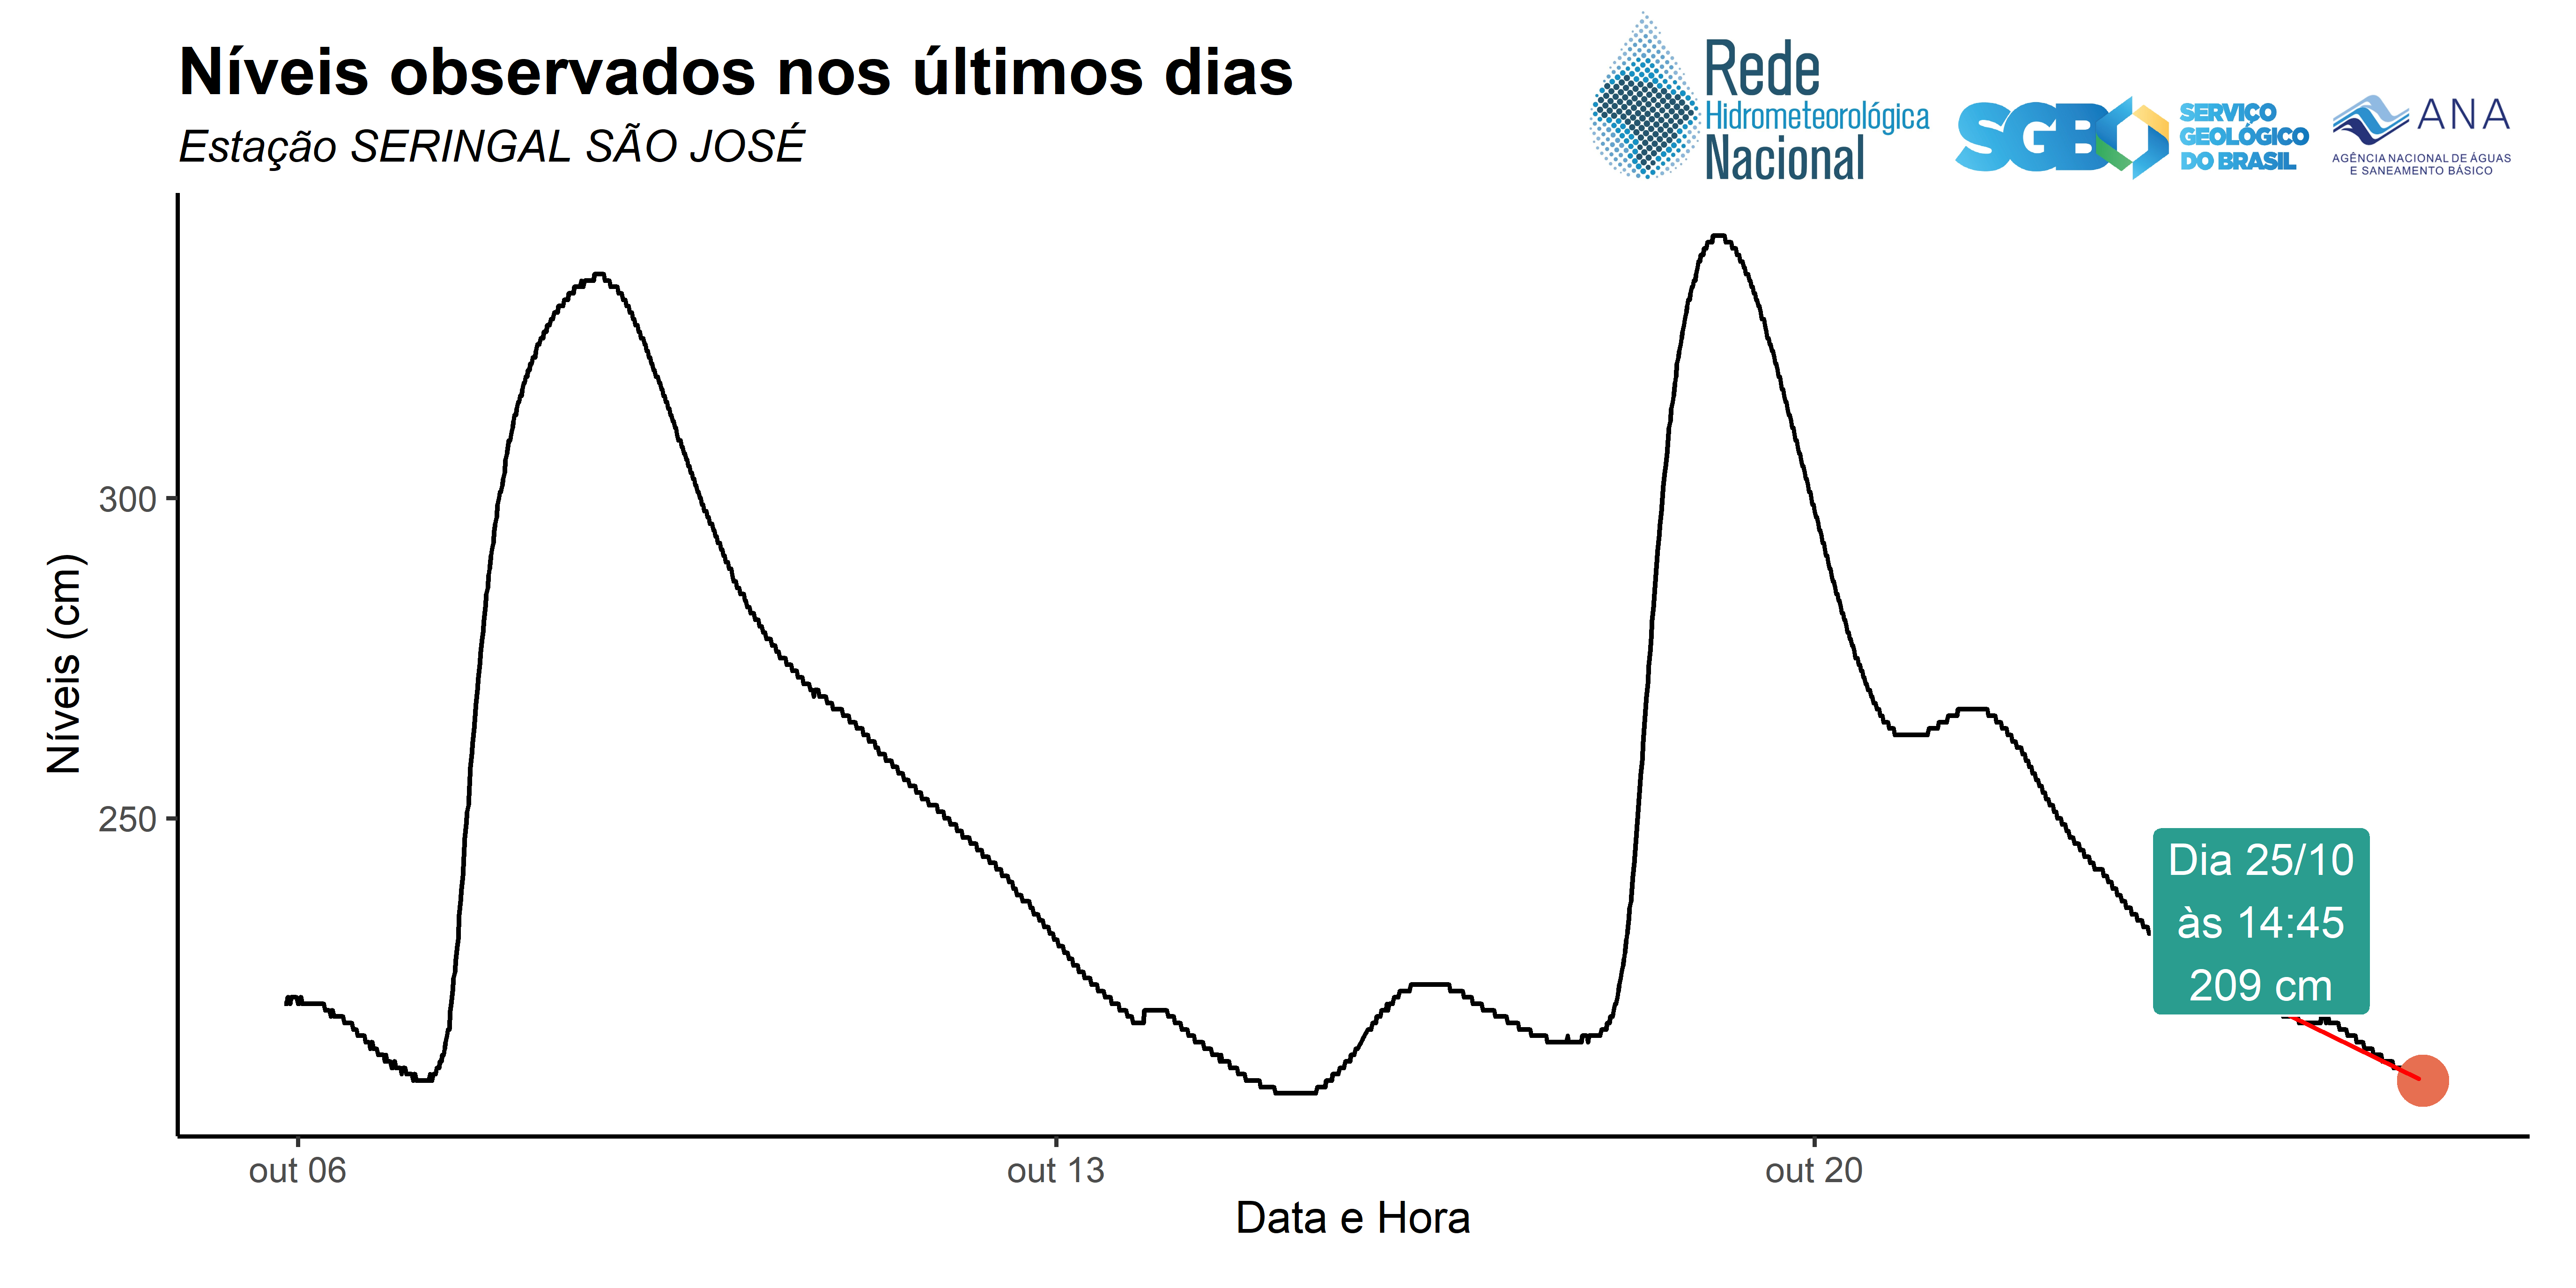 Níveis observados nos últimos dias
Estação SERINGAL SÃO JOSÉ
Rede
Hidrometeorológica
Nacional
SGB
SERVIÇO
GEOLÓGICO
DO BRASIL
ANA
AGÊNCIA NACIONAL DE ÁGUAS
E SANEAMENTO BÁSICO
Níveis (cm)
300
250
Dia 25/10
às 14:45
209 cm
out 06
out 13
out 20
Data e Hora